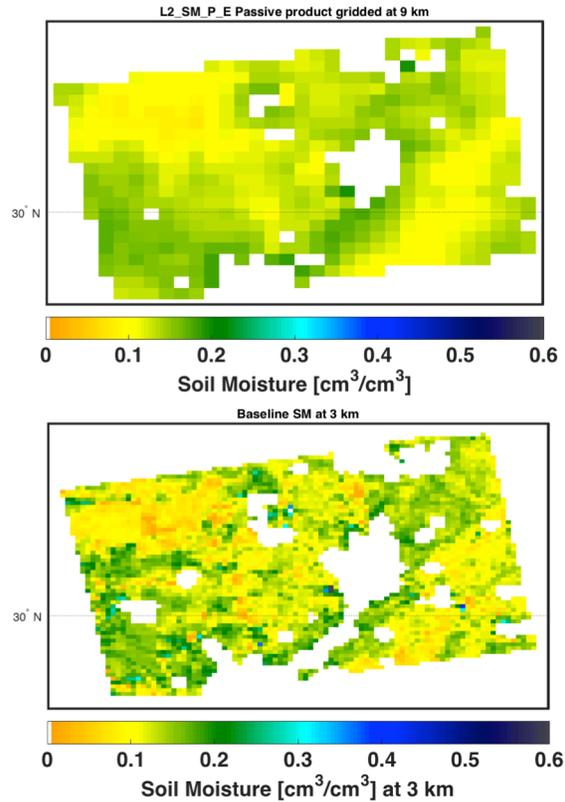 L2_SM_P_E Passive product gridded at 9 km
30° N
0 0.1 0.2 0.3 0.4 0.5 0.6
Soil Moisture [cm³/cm³]
Baseline SM at 3 km
30° N
0 0.1 0.2 0.3 0.4 0.5 0.6
Soil Moisture [cm³/cm³] at 3 km